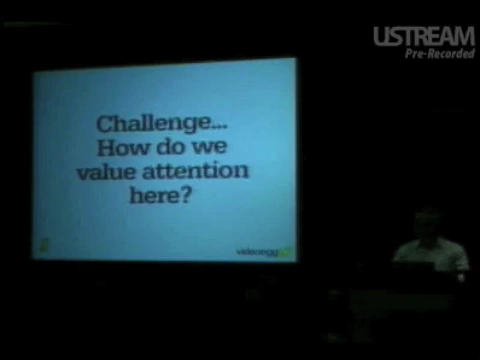 USTREAM
Pre-Recorded
Challenge...
How do we
value attention
here?
videoegg